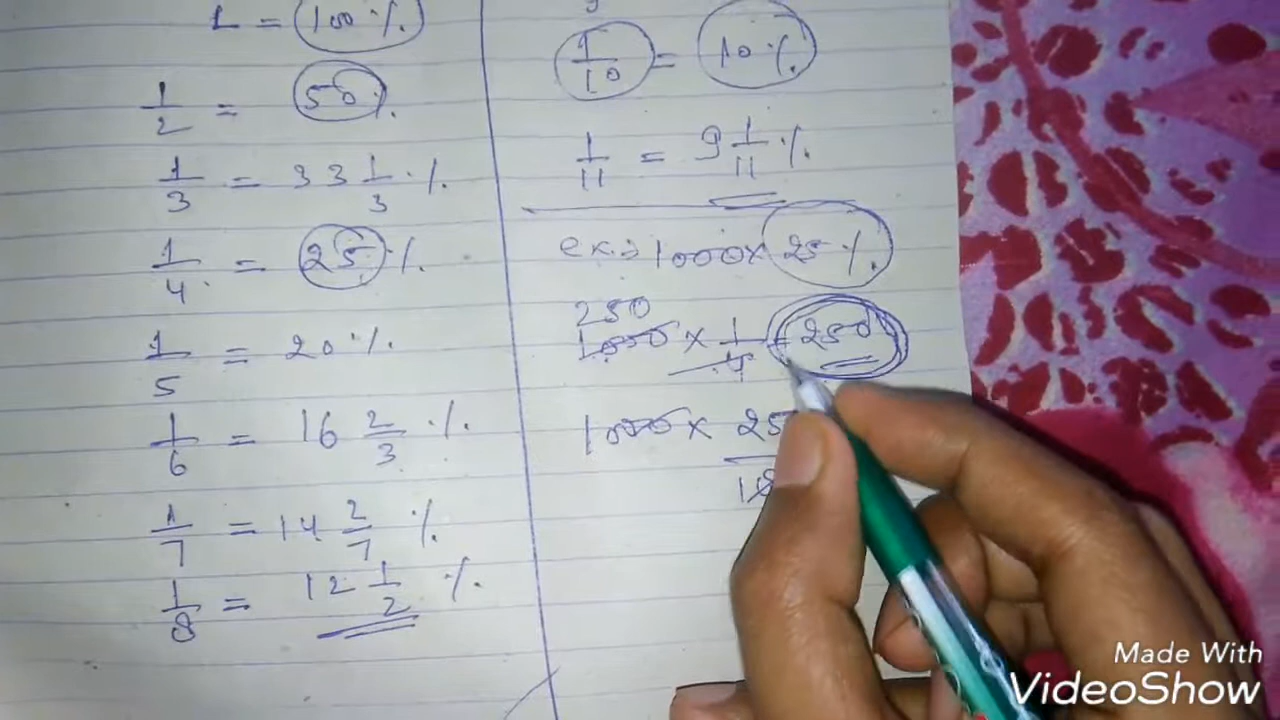 1 = 100 %
1/2 = 50%
1/3 = 33 1/3 %
1/4 = 25 %
1/5 = 20 %
1/6 = 16 2/3 %
1/7 = 14 2/7 %
1/8 = 12 1/2 %
1/10 = 10 %
1/11 = 9 1/11 %
1000 x 25 %
250
1000 x 1/4 = 250
1000 x 25
Made With
VideoShow